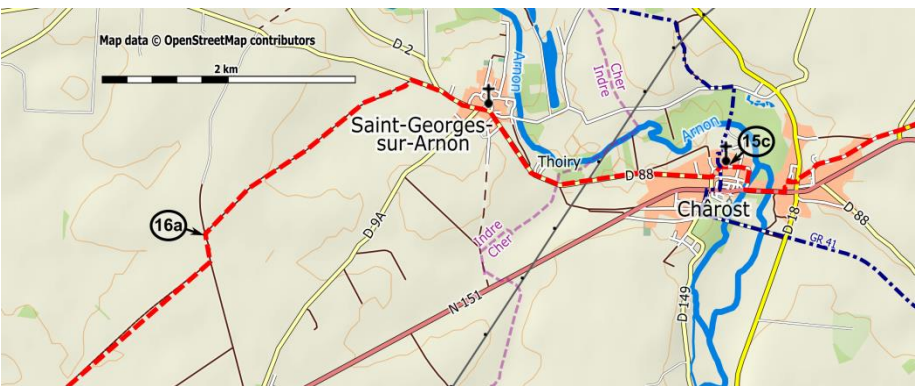 Map data © OpenStreetMap contributors
2 km
D-2
Arnon
Cher
Indre
Saint-Georges-
sur-Arnon
Arnon
15c
Thoiry
D 88
Chârost
D-18
D-88
16a
D-9A
Indre
Cher
GR 41
N 151
D-149